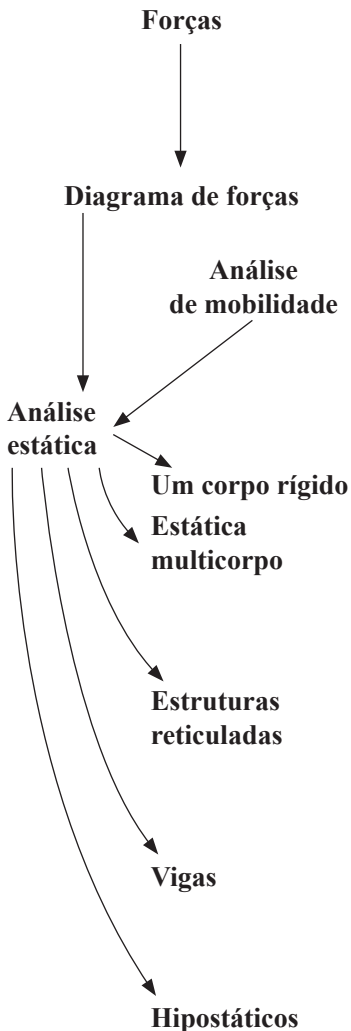 Forças
Diagrama de forças
Análise
de mobilidade
Análise
estática
Um corpo rígido
Estática
multicorpo
Estruturas
reticuladas
Vigas
Hipostáticos